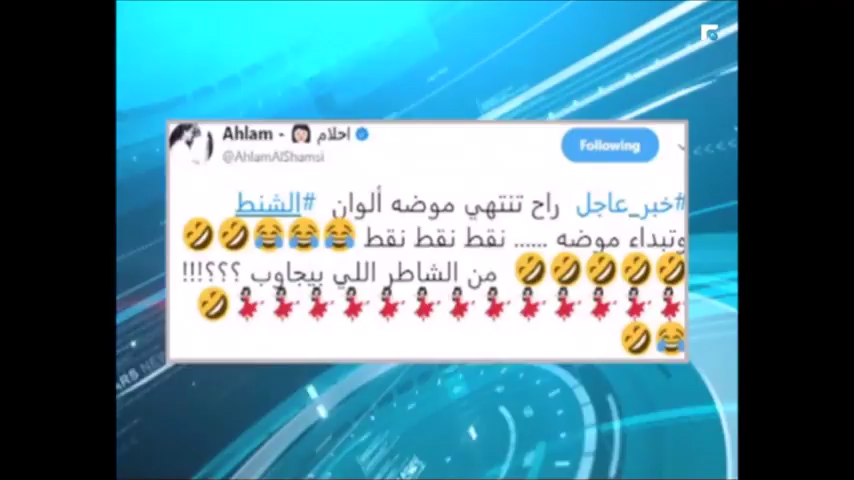 Ahlam - احلام
@AhlamAlShamsi
Following
#خبر_عاجل راح تنتهي موضه ألوان #الشنط
وتبداء موضه ...... نقط نقط نقط 😂😂😂🤣🤣
🤣🤣🤣🤣🤣 من الشاطر اللي بيجاوب ؟؟؟!!!
💃💃💃💃💃💃💃💃💃💃💃💃💃🤣
😂🤣